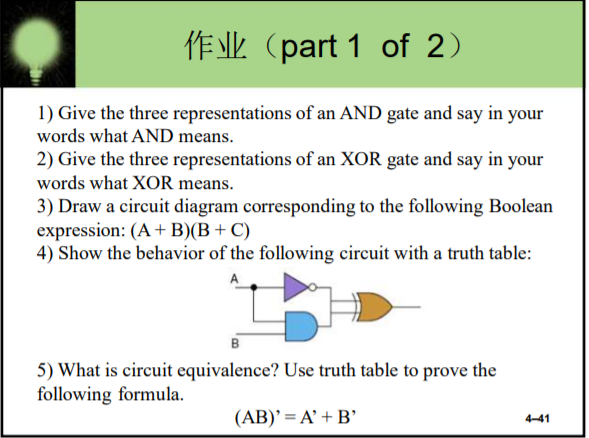 作业（part 1 of 2）
1) Give the three representations of an AND gate and say in your
words what AND means.
2) Give the three representations of an XOR gate and say in your
words what XOR means.
3) Draw a circuit diagram corresponding to the following Boolean
expression: (A + B)(B + C)
4) Show the behavior of the following circuit with a truth table:
A
B
5) What is circuit equivalence? Use truth table to prove the
following formula.
(AB)’ = A’ + B’
4–41